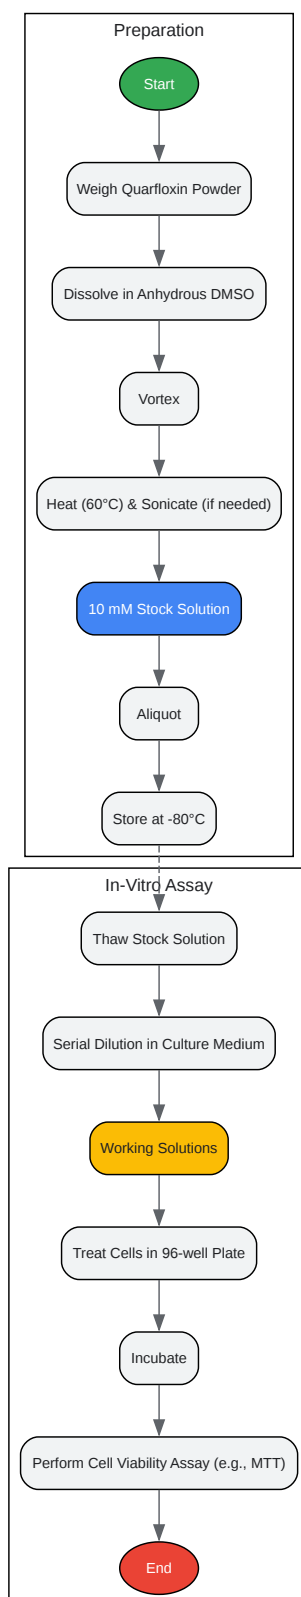 Preparation
Start
Weigh Quarfloxin Powder
Dissolve in Anhydrous DMSO
Vortex
Heat (60°C) & Sonicate (if needed)
10 mM Stock Solution
Aliquot
Store at -80°C
In-Vitro Assay
Thaw Stock Solution
Serial Dilution in Culture Medium
Working Solutions
Treat Cells in 96-well Plate
Incubate
Perform Cell Viability Assay (e.g., MTT)
End